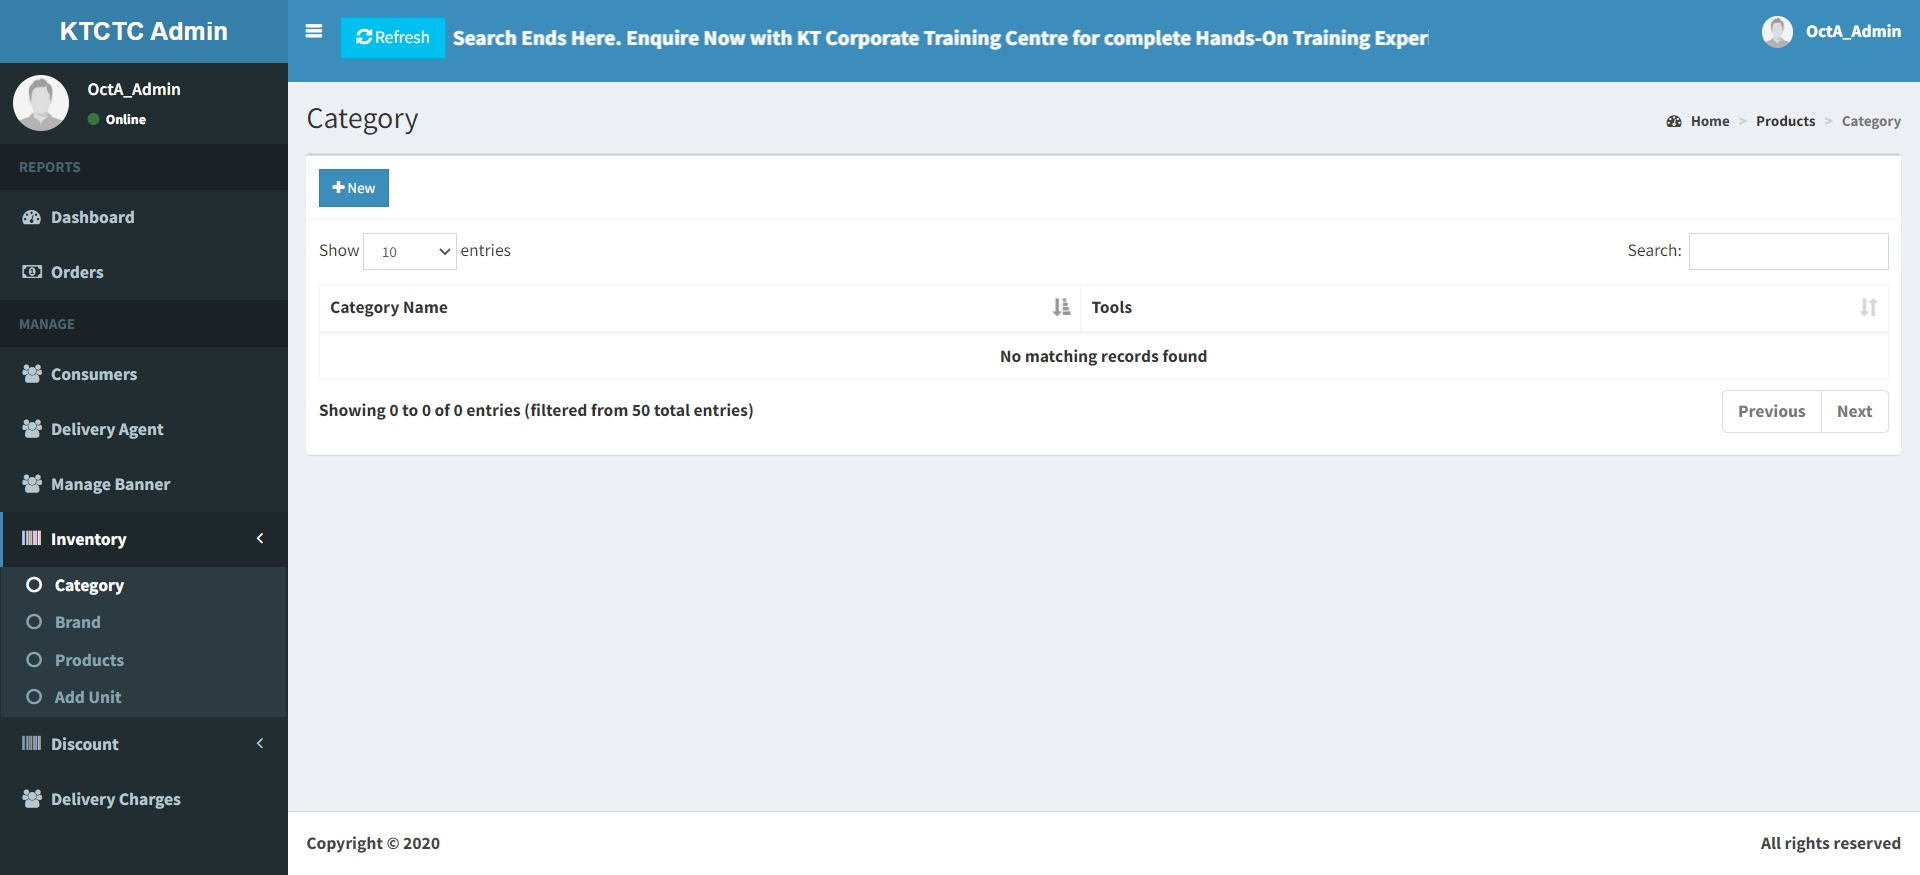 KTCTC Admin
Refresh
Search Ends Here. Enquire Now with KT Corporate Training Centre for complete Hands-On Training Exper
OctA_Admin
OctA_Admin
Online
REPORTS
Dashboard
Orders
MANAGE
Consumers
Delivery Agent
Manage Banner
Inventory
Category
Brand
Products
Add Unit
Discount
Delivery Charges
Category
Home > Products > Category
New
Show 10 entries
Search:
Category Name
Tools
No matching records found
Showing 0 to 0 of 0 entries (filtered from 50 total entries)
Previous
Next
Copyright © 2020
All rights reserved